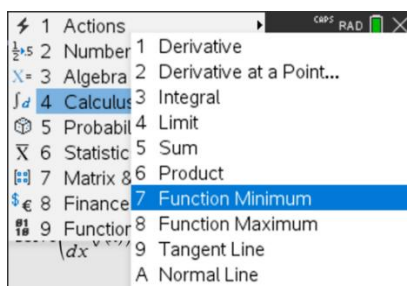 1 Actions
2 Number
3 Algebra
4 Calculus
5 Probabil
6 Statistic
7 Matrix &
8 Finance
9 Function
CAPS RAD
1 Derivative
2 Derivative at a Point...
3 Integral
4 Limit
5 Sum
6 Product
7 Function Minimum
8 Function Maximum
9 Tangent Line
A Normal Line